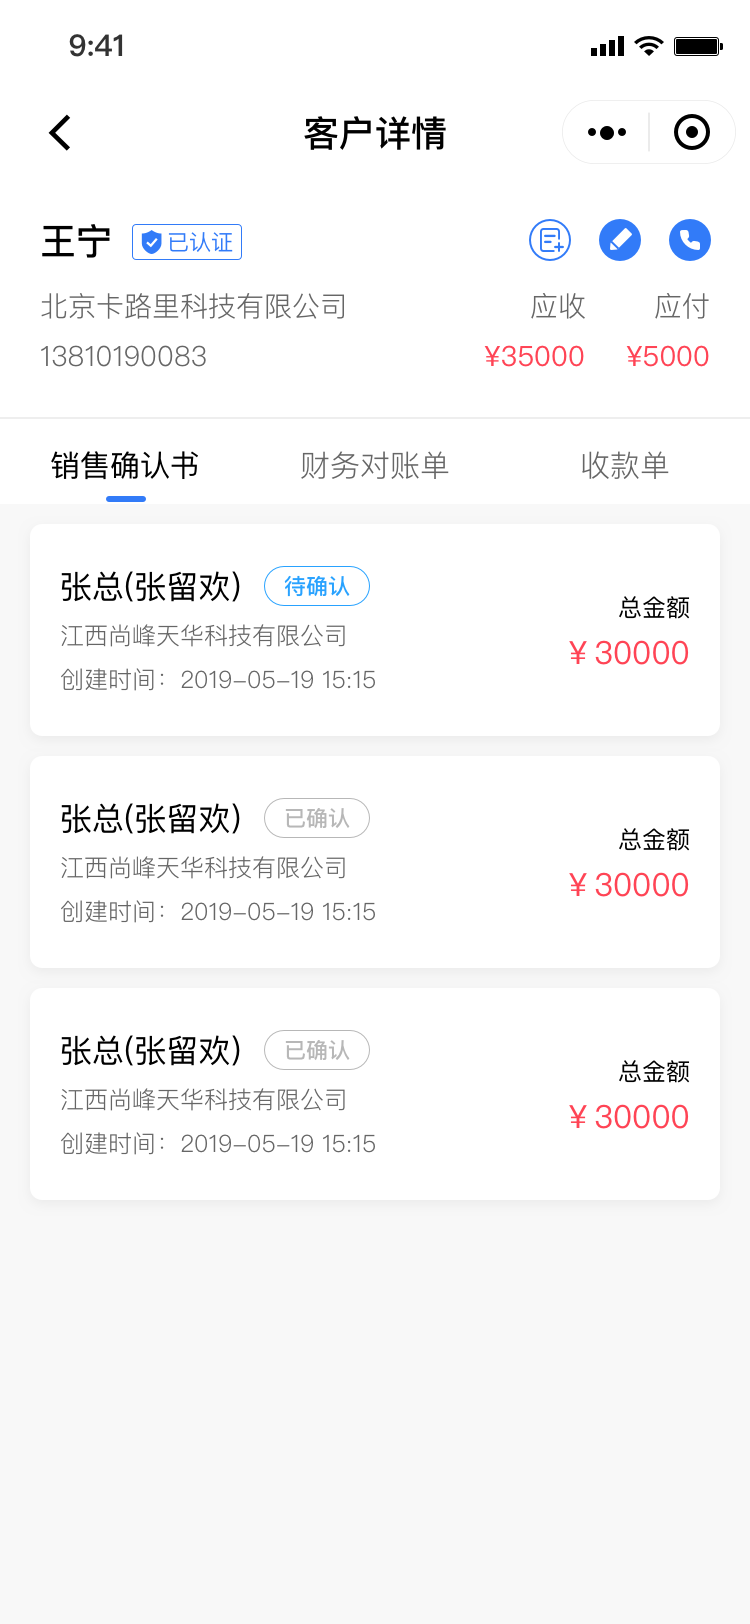 9:41
客户详情
王宁 已认证
北京卡路里科技有限公司 应收 应付
13810190083 ¥35000 ¥5000
销售确认书 财务对账单 收款单
张总(张留欢) 待确认
总金额
江西尚峰天华科技有限公司
¥ 30000
创建时间：2019-05-19 15:15
张总(张留欢) 已确认
总金额
江西尚峰天华科技有限公司
¥ 30000
创建时间：2019-05-19 15:15
张总(张留欢) 已确认
总金额
江西尚峰天华科技有限公司
¥ 30000
创建时间：2019-05-19 15:15